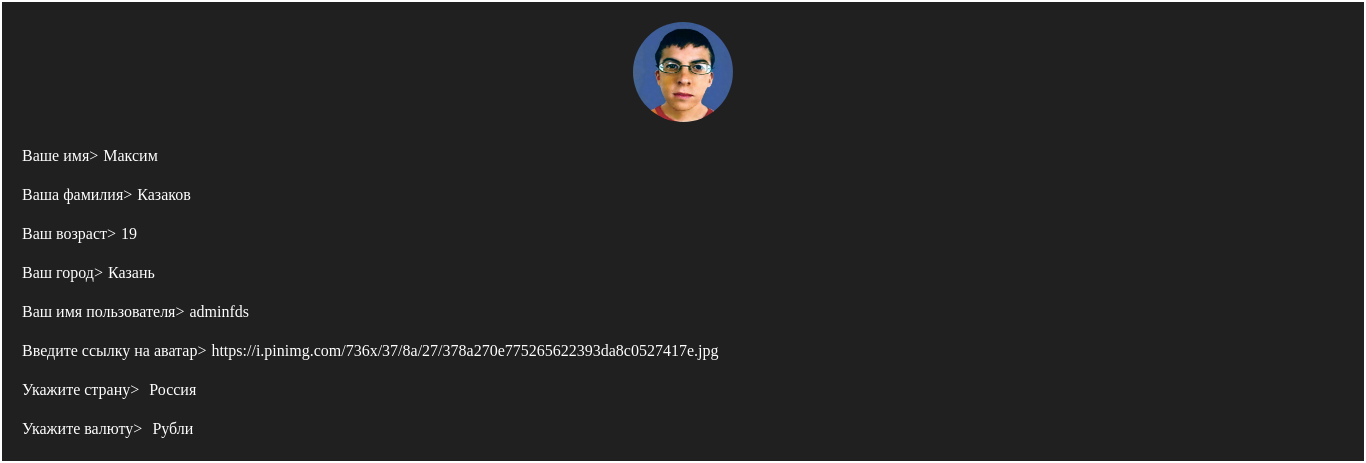 Ваше имя> Максим
Ваша фамилия> Казаков
Ваш возраст> 19
Ваш город> Казань
Ваш имя пользователя> adminfds
Введите ссылку на аватар> https://i.pinimg.com/736x/37/8a/27/378a270e775265622393da8c0527417e.jpg
Укажите страну> Россия
Укажите валюту> Рубли